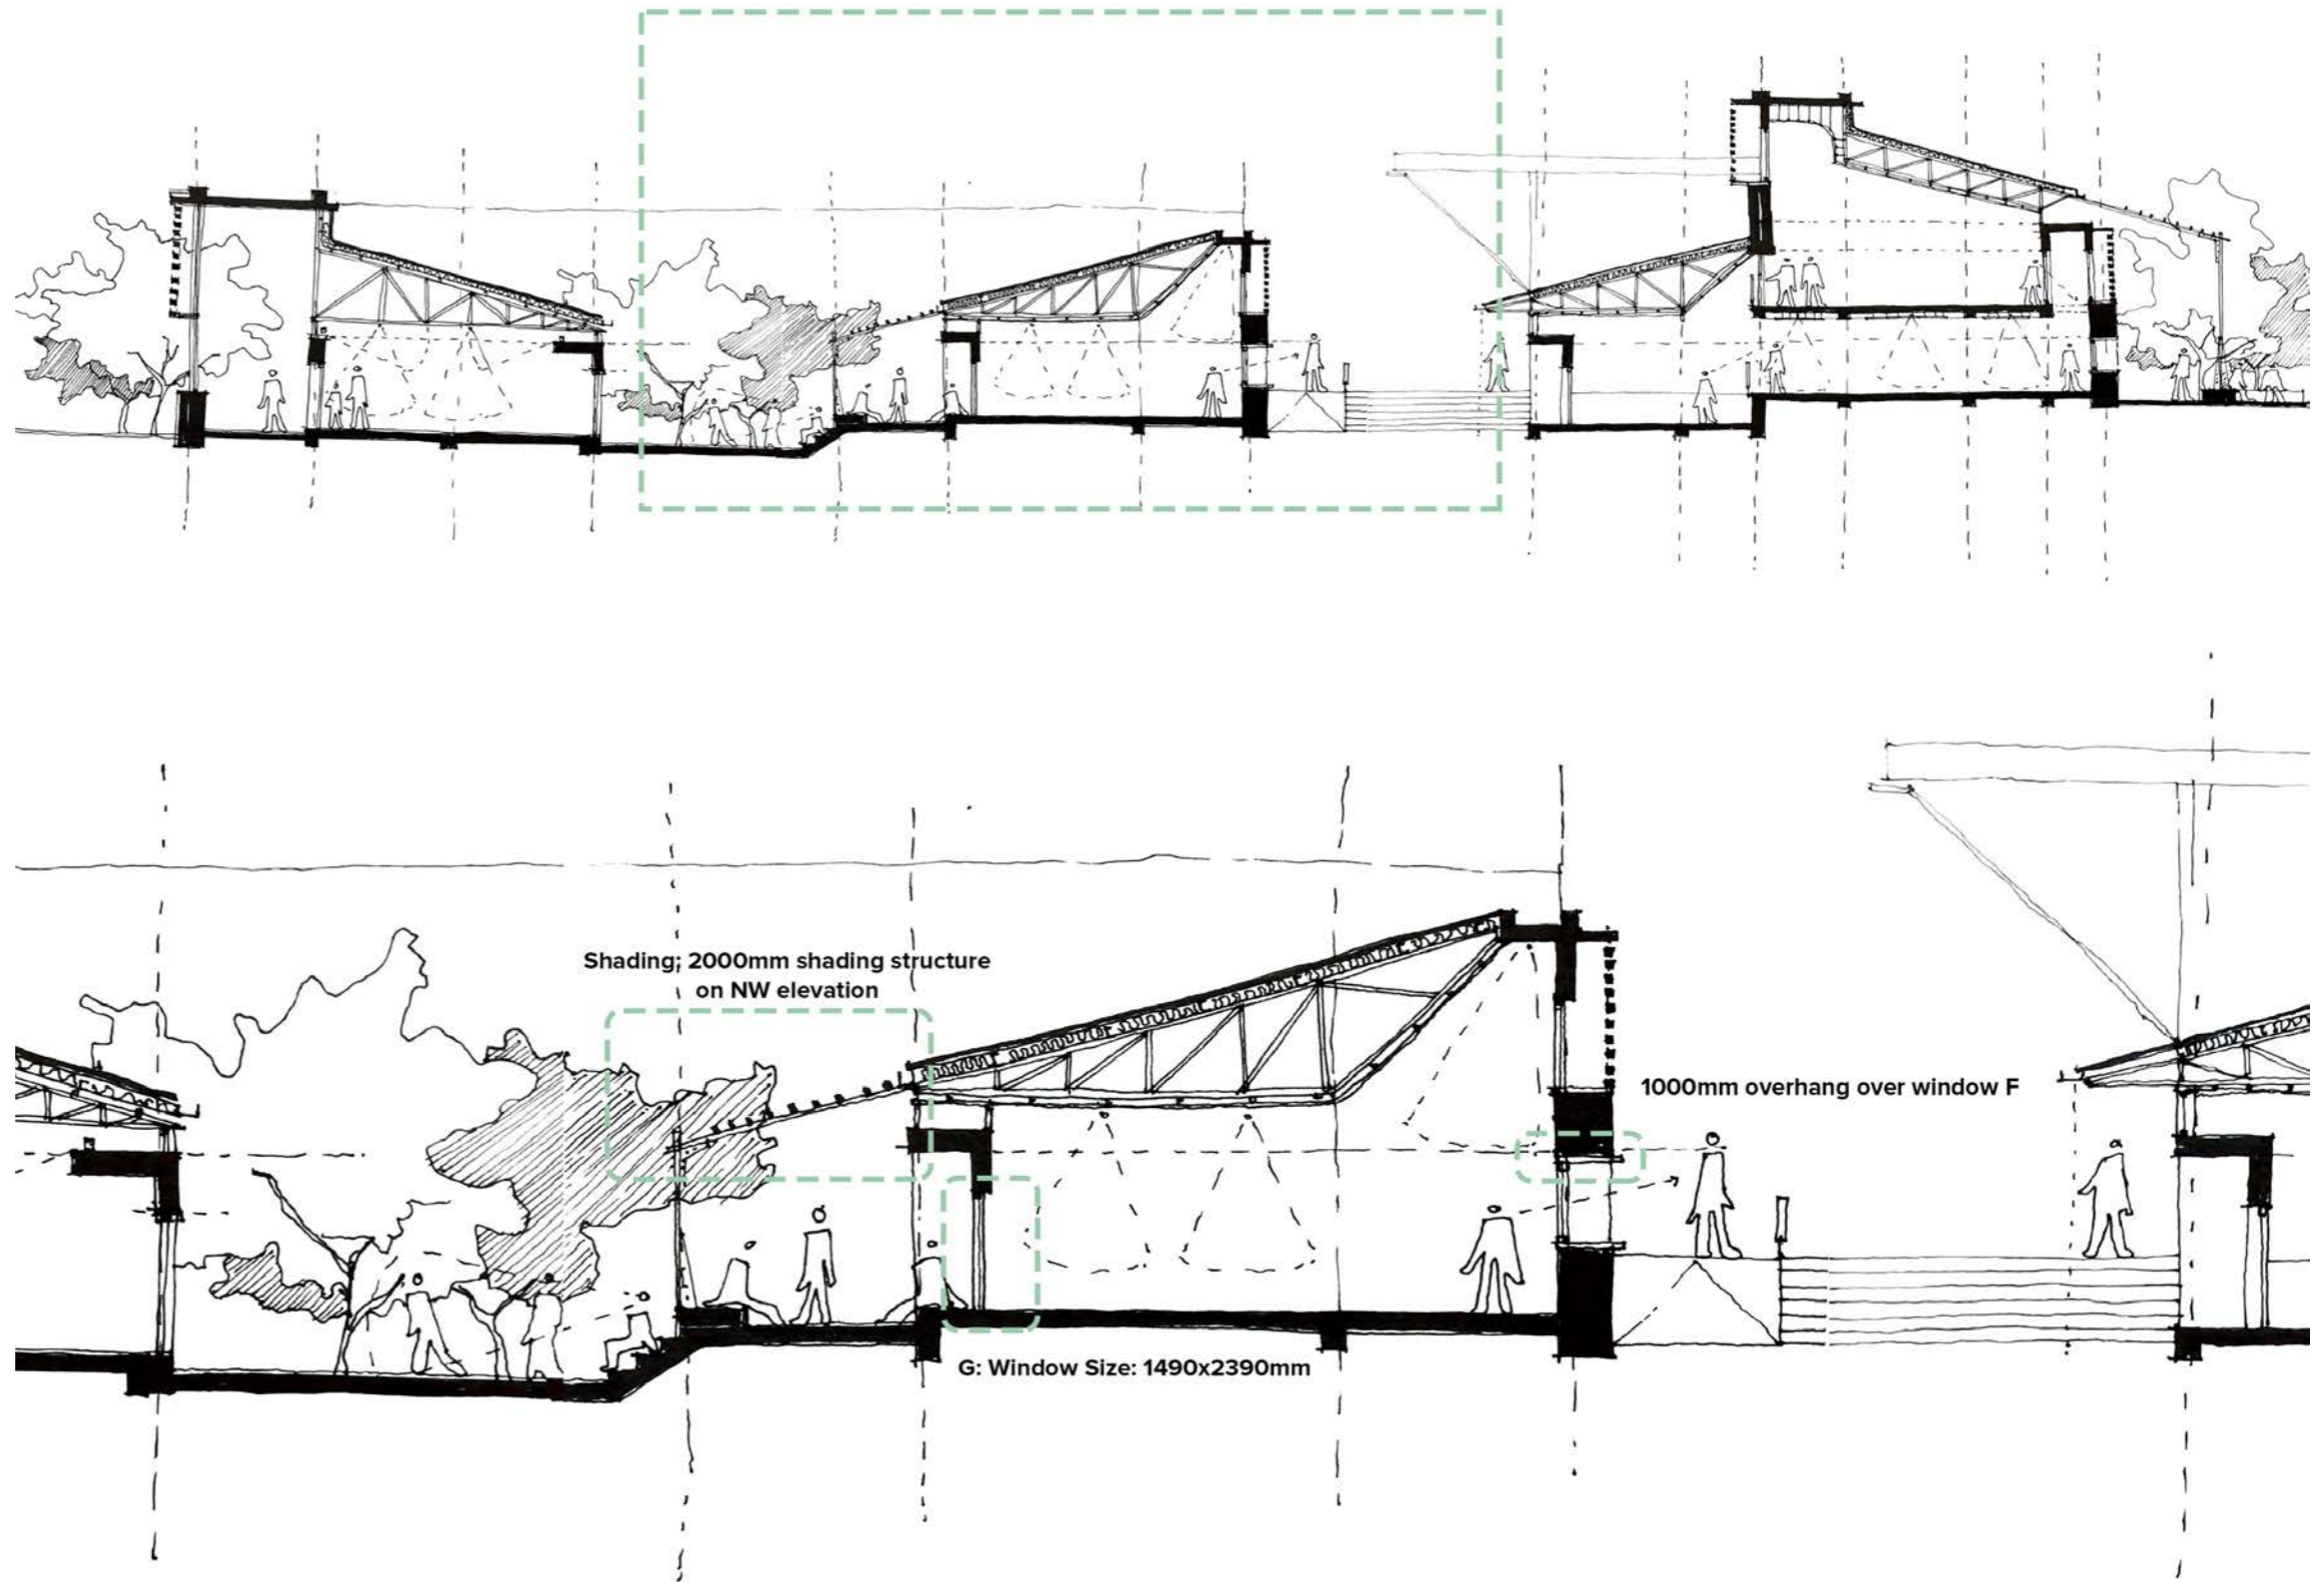 Shading; 2000mm shading structure
on NW elevation
1000mm overhang over window F
G: Window Size: 1490x2390mm